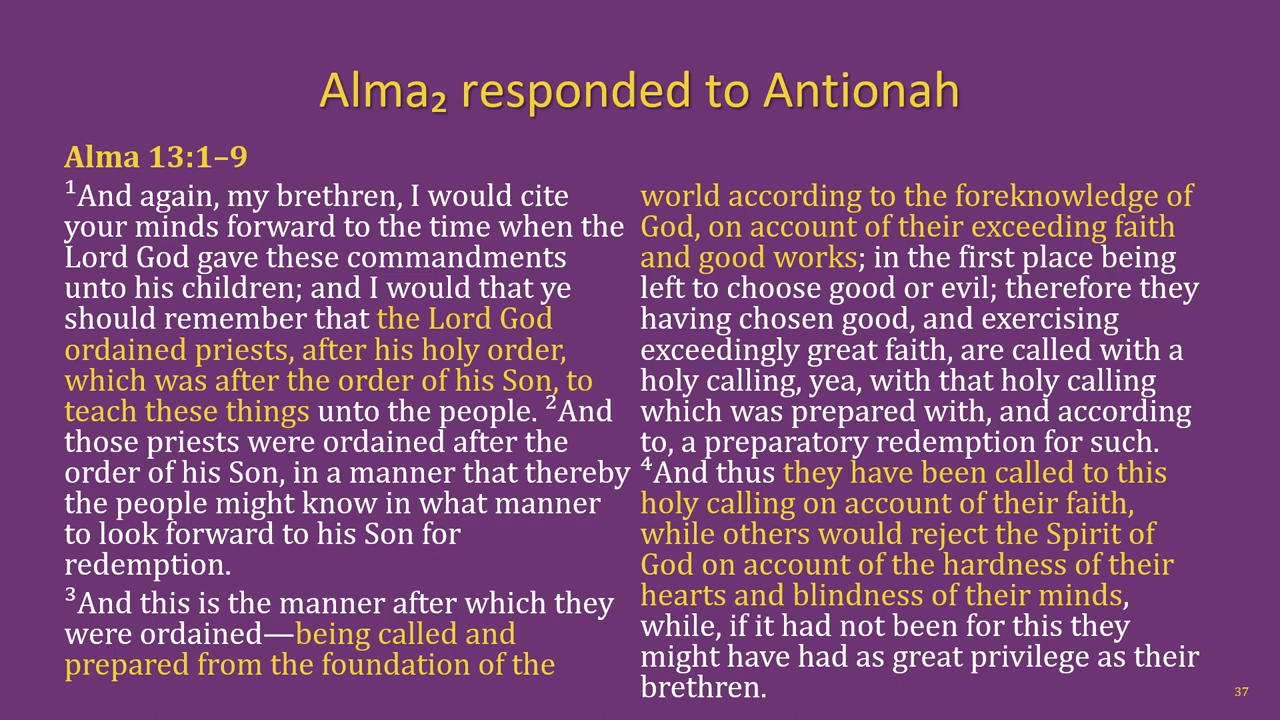 Alma₂ responded to Antionah
Alma 13:1–9
¹And again, my brethren, I would cite
your minds forward to the time when the
Lord God gave these commandments
unto his children; and I would that ye
should remember that the Lord God
ordained priests, after his holy order,
which was after the order of his Son, to
teach these things unto the people. ²And
those priests were ordained after the
order of his Son, in a manner that thereby
the people might know in what manner
to look forward to his Son for
redemption.
³And this is the manner after which they
were ordained—being called and
prepared from the foundation of the
world according to the foreknowledge of
God, on account of their exceeding faith
and good works; in the first place being
left to choose good or evil; therefore they
having chosen good, and exercising
exceedingly great faith, are called with a
holy calling, yea, with that holy calling
which was prepared with, and according
to, a preparatory redemption for such.
⁴And thus they have been called to this
holy calling on account of their faith,
while others would reject the Spirit of
God on account of the hardness of their
hearts and blindness of their minds,
while, if it had not been for this they
might have had as great privilege as their
brethren.
37